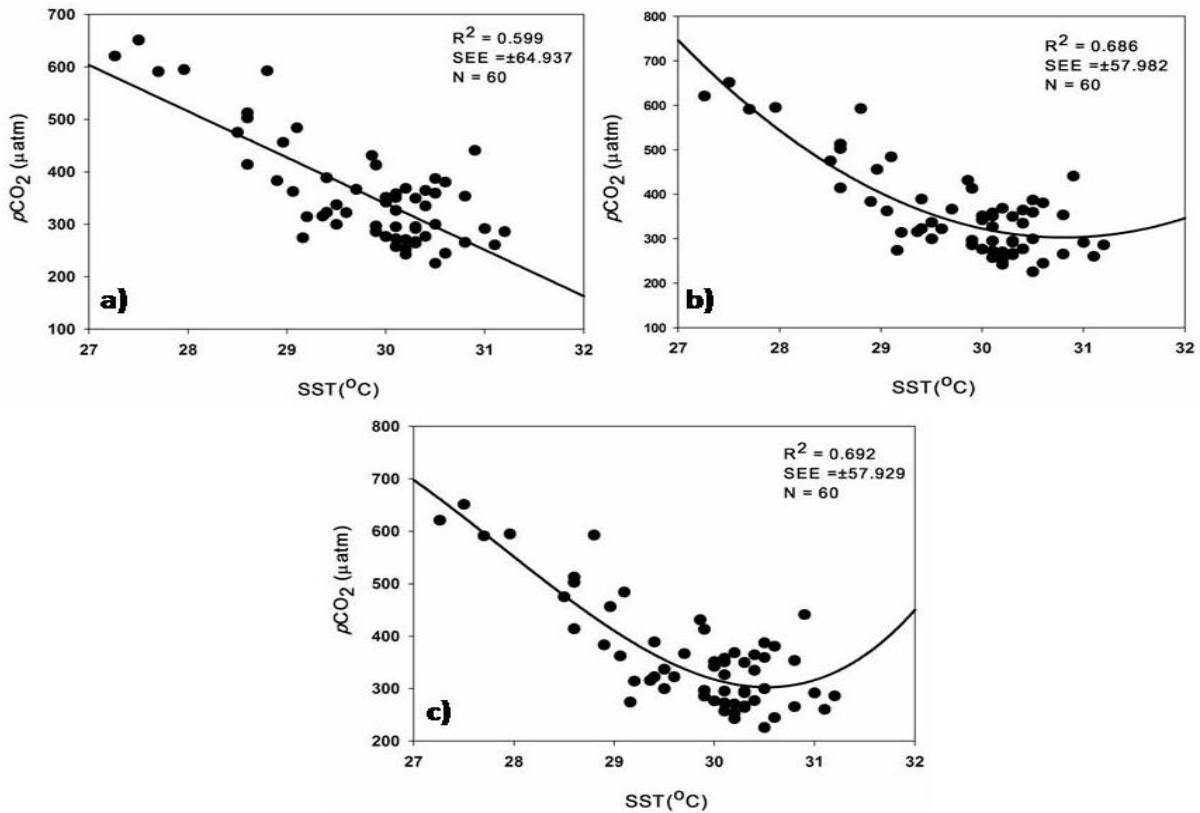 700
600
500
400
300
200
100
pCO2 (µatm)
R2 = 0.599
SEE =±64.937
N = 60
a)
27
28
29
30
31
32
SST(OC)
800
700
600
500
400
300
200
100
pCO2 (µatm)
R2 = 0.686
SEE =±57.982
N = 60
b)
27
28
29
30
31
32
SST(OC)
800
700
600
500
400
300
200
pCO2 (µatm)
R2 = 0.692
SEE =±57.929
N = 60
c)
27
28
29
30
31
32
SST(OC)